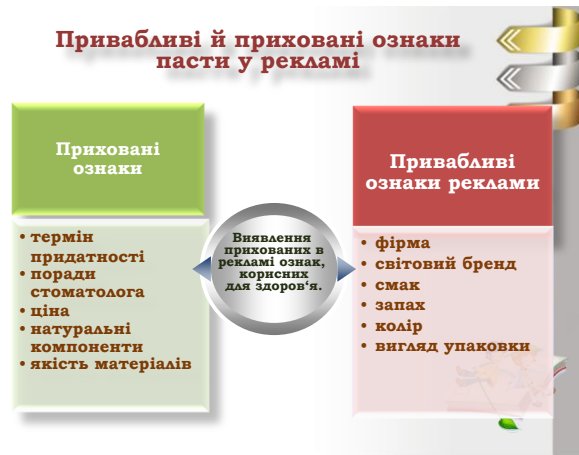 Привабливі й приховані ознаки
пасти у рекламі
Приховані
ознаки
• термін
придатності
• поради
стоматолога
• ціна
• натуральні
компоненти
• якість матеріалів
Виявлення
прихованих в
рекламі ознак,
корисних
для здоров‘я.
Привабливі
ознаки реклами
• фірма
• світовий бренд
• смак
• запах
• колір
• вигляд упаковки